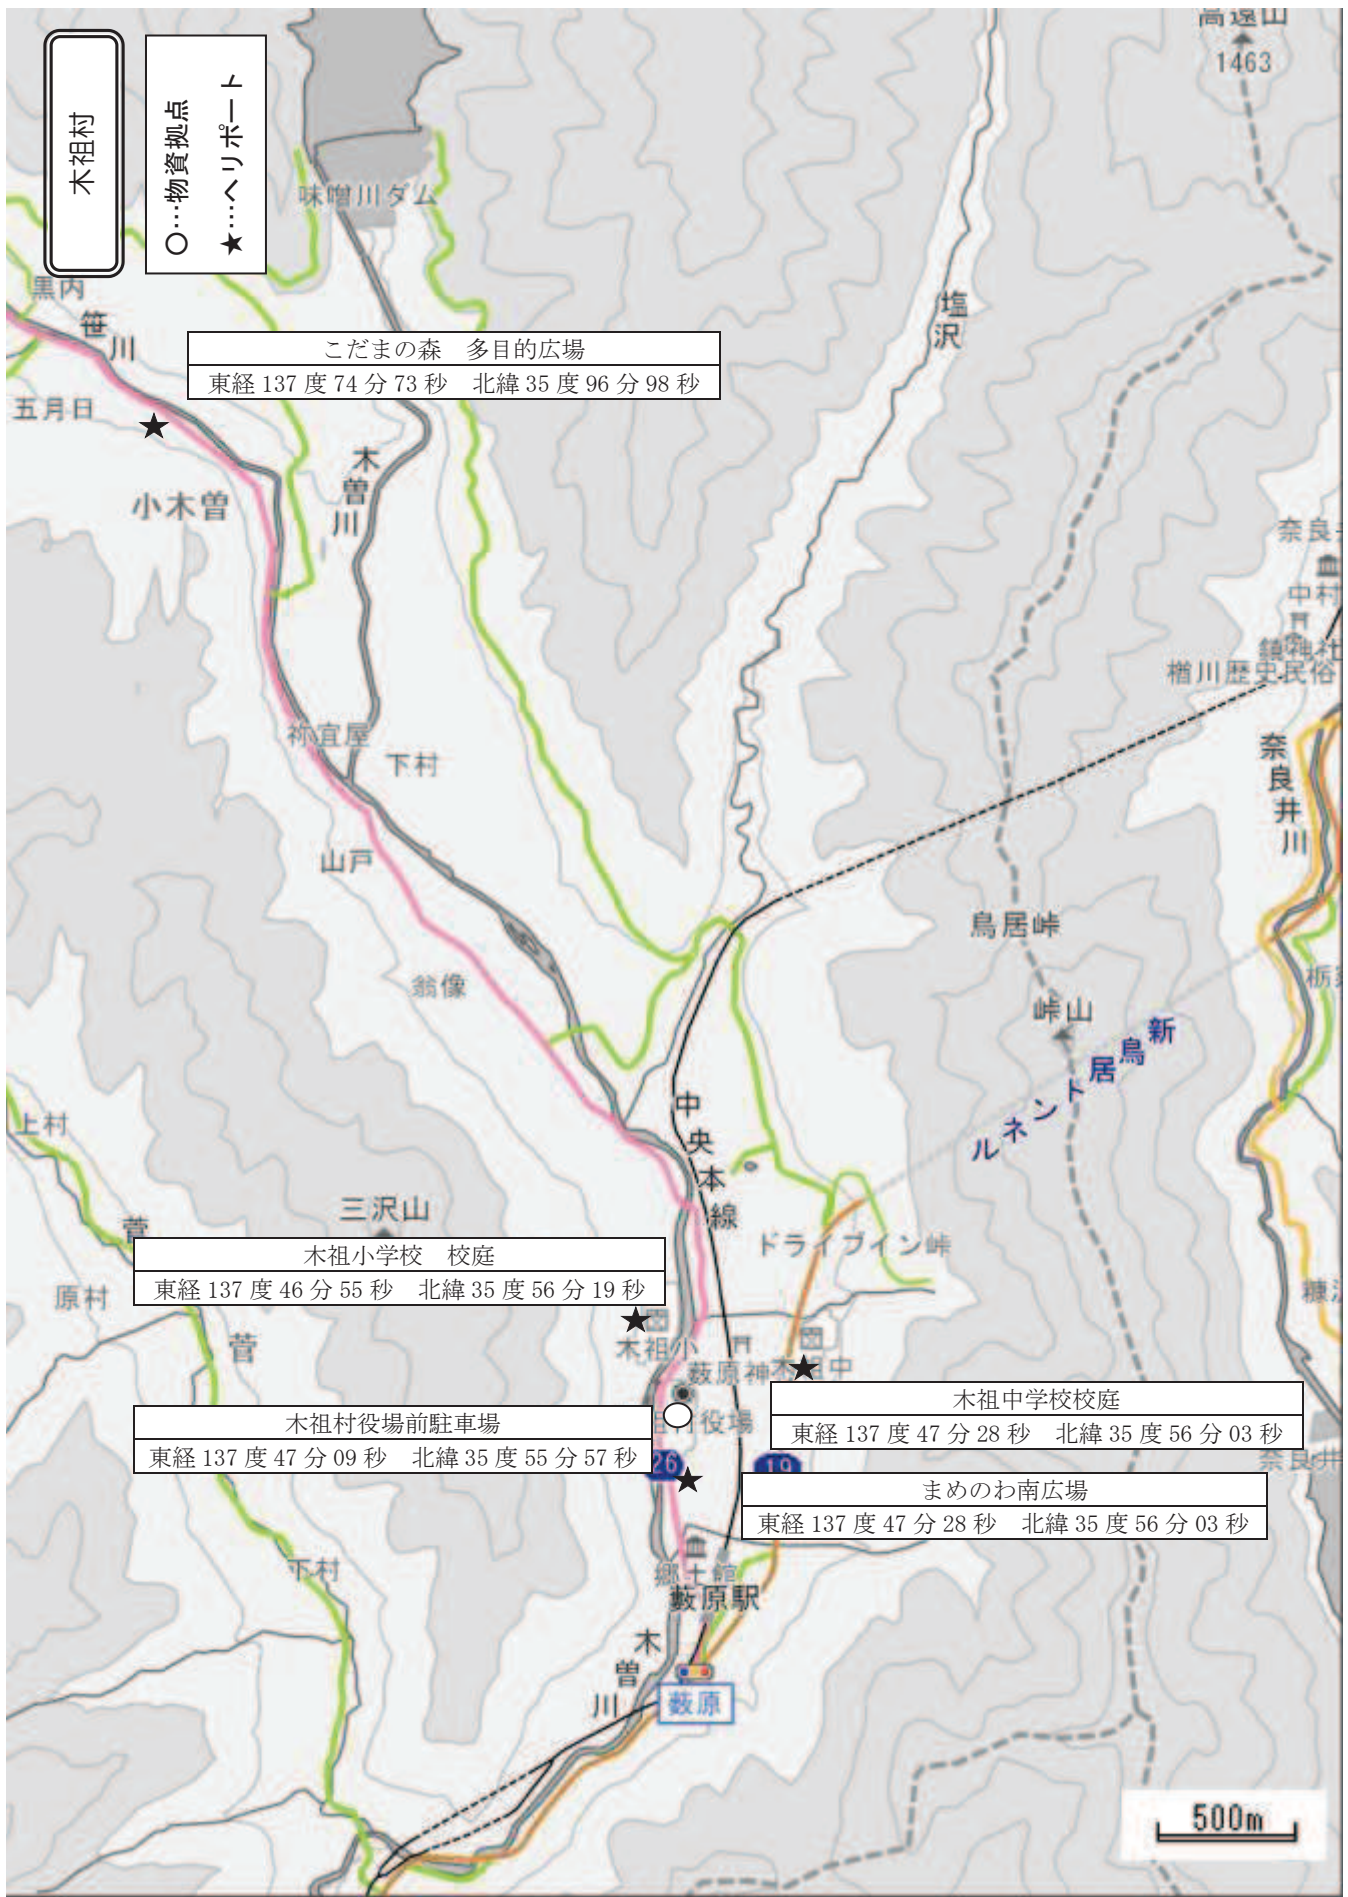 木祖村
○…物資拠点
★…ヘリポート
高遠山
1463
味噌川ダム
黒内
笹川
塩沢
こだまの森　多目的広場
東経 137 度 74 分 73 秒　北緯 35 度 96 分 98 秒
五月日
木曽川
小木曽
奈良
中村
鎮神社
楢川歴史民俗
祢宜屋
下村
奈良井川
山戸
鳥居峠
翁像
峠山
新鳥居トンネル
中央本線
上村
三沢山
菅
ドライブイン峠
木祖小学校　校庭
東経 137 度 46 分 55 秒　北緯 35 度 56 分 19 秒
原村
菅
木祖小
藪原神
木祖中
木祖中学校校庭
東経 137 度 47 分 28 秒　北緯 35 度 56 分 03 秒
木祖村役場前駐車場
東経 137 度 47 分 09 秒　北緯 35 度 55 分 57 秒
役場
奈良井
26
19
まめのわ南広場
東経 137 度 47 分 28 秒　北緯 35 度 56 分 03 秒
下村
郷土館
藪原駅
木曽川
藪原
500m